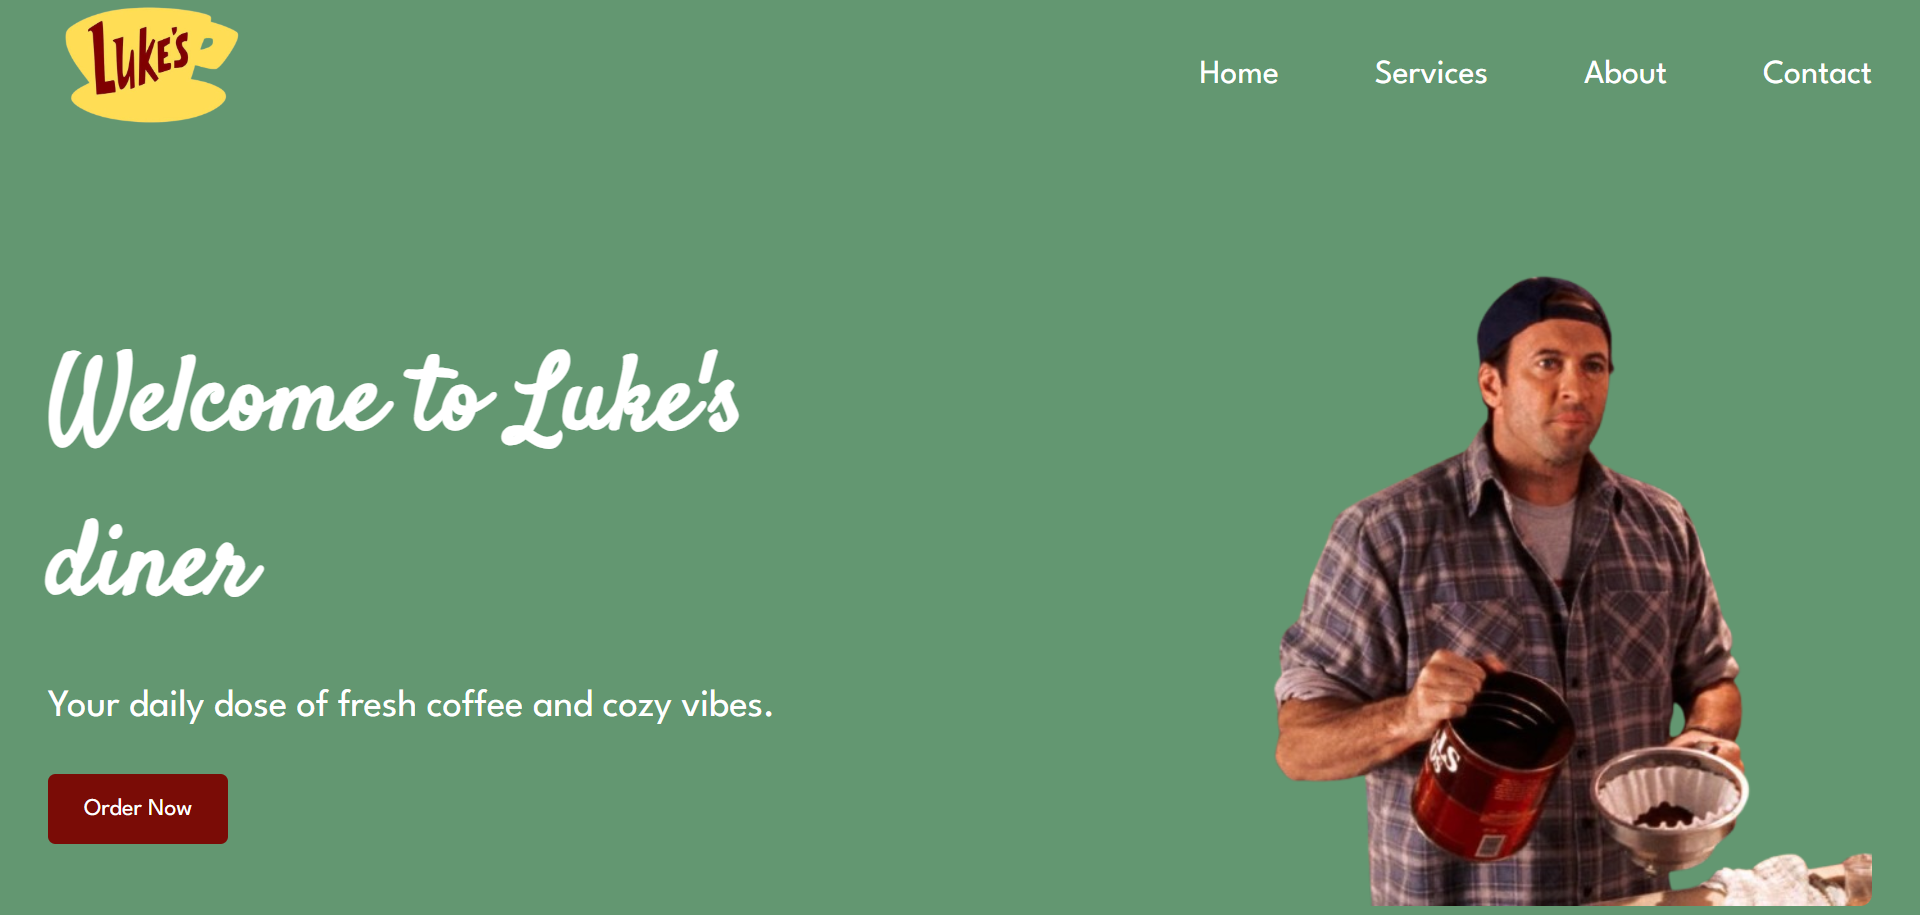 LUKE'S
Home Services About Contact
Welcome to Luke's
diner
Your daily dose of fresh coffee and cozy vibes.
Order Now